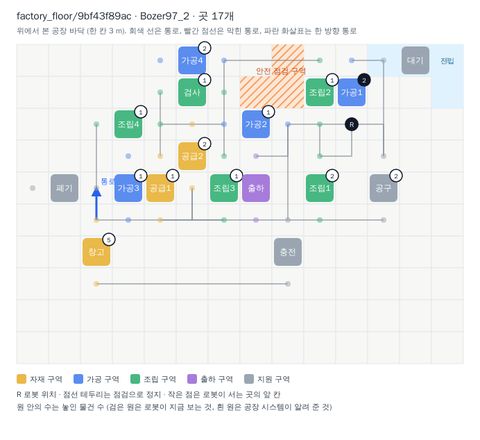 factory_floor/9bf43f89ac · Bozer97_2 · 곳 17개
위에서 본 공장 바닥 (한 칸 3 m). 회색 선은 통로, 빨간 점선은 막힌 통로, 파란 화살표는 한 방향 통로
가공4 2
안전 점검 구역
대기
전립
검사 1
조립2 1
가공1 2
조립4 1
가공2 1
R
공급2 2
통로
폐기
가공3 1
공급1 1
조립3 1
출하
조립1 2
공구 2
창고 5
충전
자재 구역 가공 구역 조립 구역 출하 구역 지원 구역
R 로봇 위치 · 점선 테두리는 점검으로 정지 · 작은 점은 로봇이 서는 곳의 앞 칸
원 안의 수는 놓인 물건 수 (검은 원은 로봇이 지금 보는 것, 흰 원은 공장 시스템이 알려 준 것)